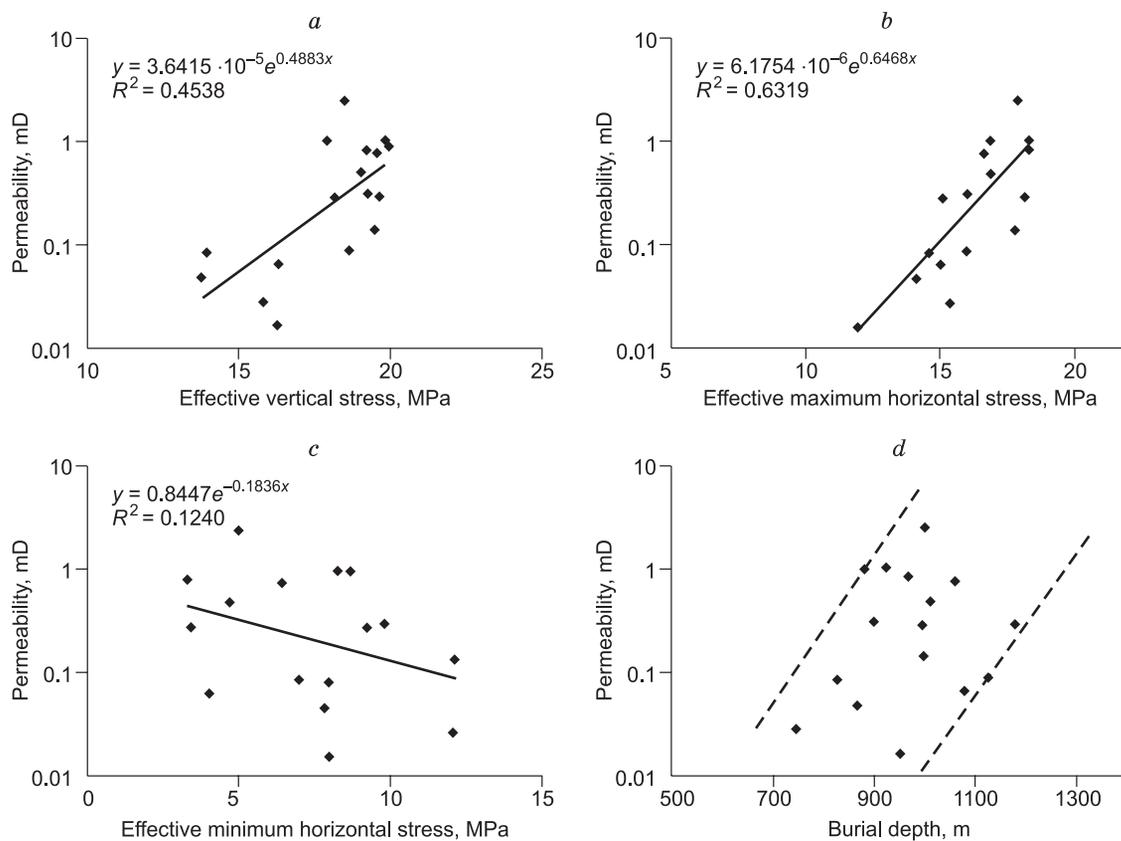 a
y = 3.6415 ·10⁻⁵e⁰·⁴⁸⁸³ˣ
R² = 0.4538
10
1
0.1
0.01
Permeability, mD
10 15 20 25
Effective vertical stress, MPa
b
y = 6.1754 ·10⁻⁶e⁰·⁶⁴⁶⁸ˣ
R² = 0.6319
10
1
0.1
0.01
Permeability, mD
5 10 15 20
Effective maximum horizontal stress, MPa
c
y = 0.8447e⁻⁰·¹⁸³⁶ˣ
R² = 0.1240
10
1
0.1
0.01
Permeability, mD
0 5 10 15
Effective minimum horizontal stress, MPa
d
10
1
0.1
0.01
Permeability, mD
500 700 900 1100 1300
Burial depth, m